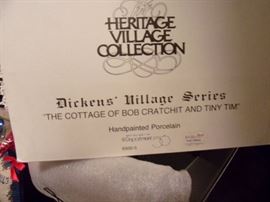 HERITAGE
VILLAGE
COLLECTION
Dickens' Village Series
"THE COTTAGE OF BOB CRATCHIT AND TINY TIM"
Handpainted Porcelain